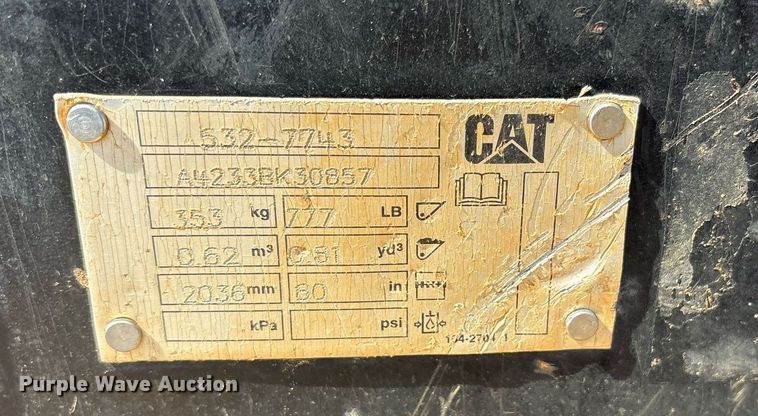 532-7743
CAT
A4233BK30857
353 kg 777 LB
0.62 m³ 0.81 yd³
2036 mm 80 in
kPa psi
Purple Wave Auction